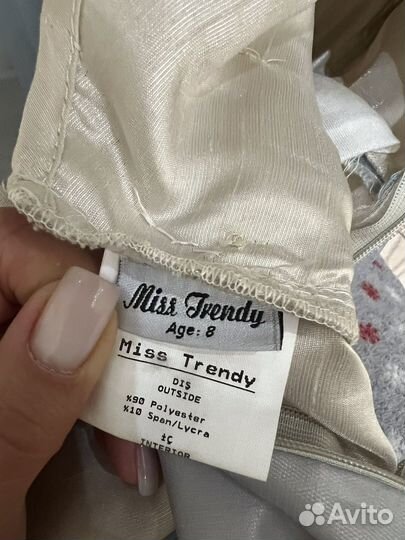 Miss Trendy
Age: 8
Miss Trendy
DIŞ
OUTSIDE
%90 Polyester
%10 Span/Lycra
İÇ
INTERIOR
Avito